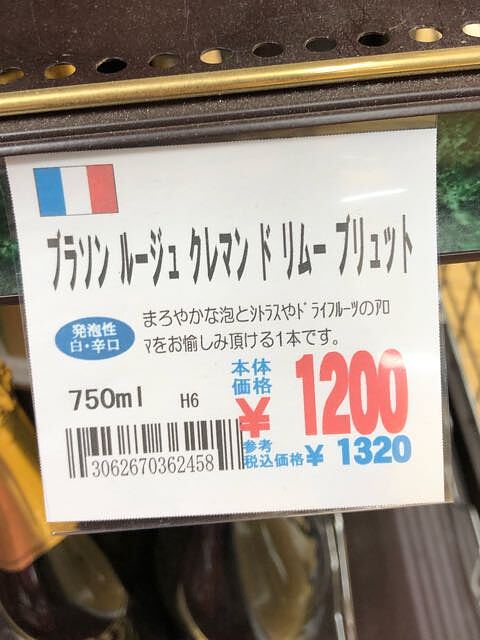 ブラソン ルージュ クレマン ド リムー ブリュット
発泡性
白・辛口
まろやかな泡とｼﾄﾗｽやﾄﾞﾗｲﾌﾙｰﾂのｱﾛ
ﾏをお愉しみ頂ける1本です。
750ml H6
本体
価格
¥ 1200
3062670362458
参考
税込価格 ¥ 1320